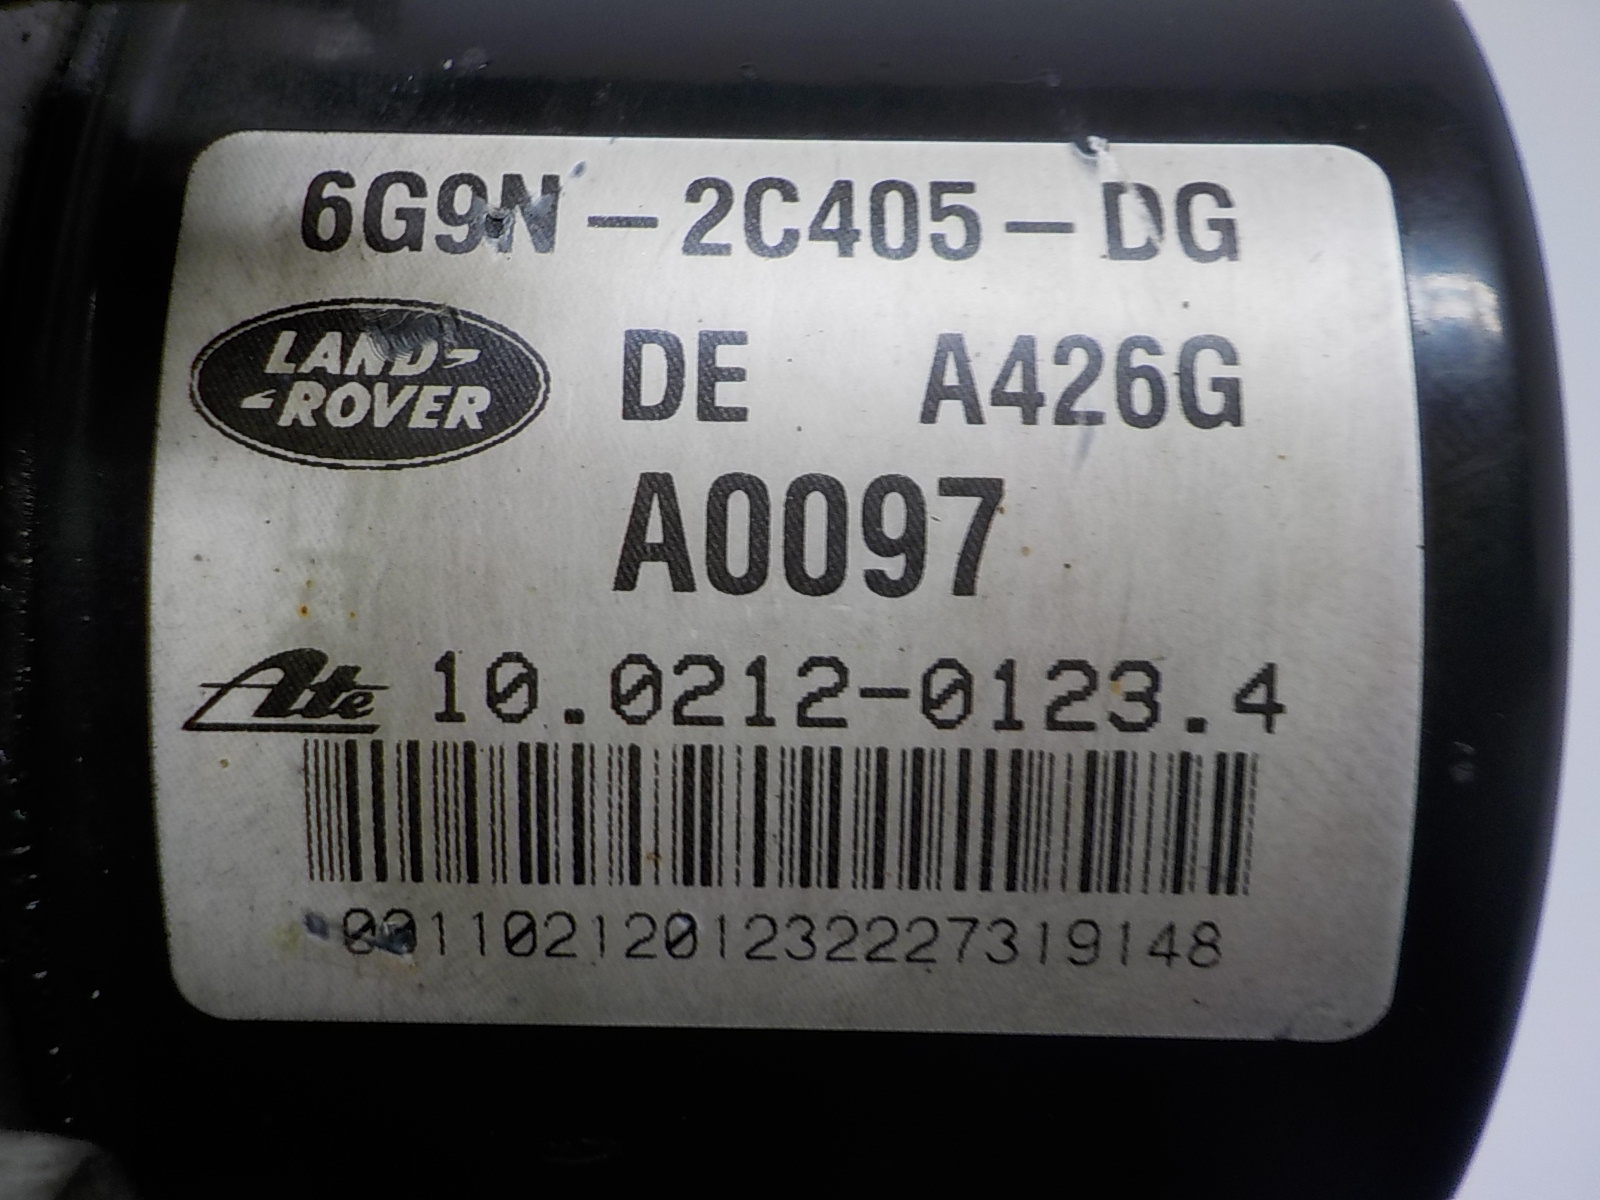 6G9N-2C405-DG
LAND
ROVER
DE A426G
A0097
Ate 10.0212-0123.4
00110212012322227319148